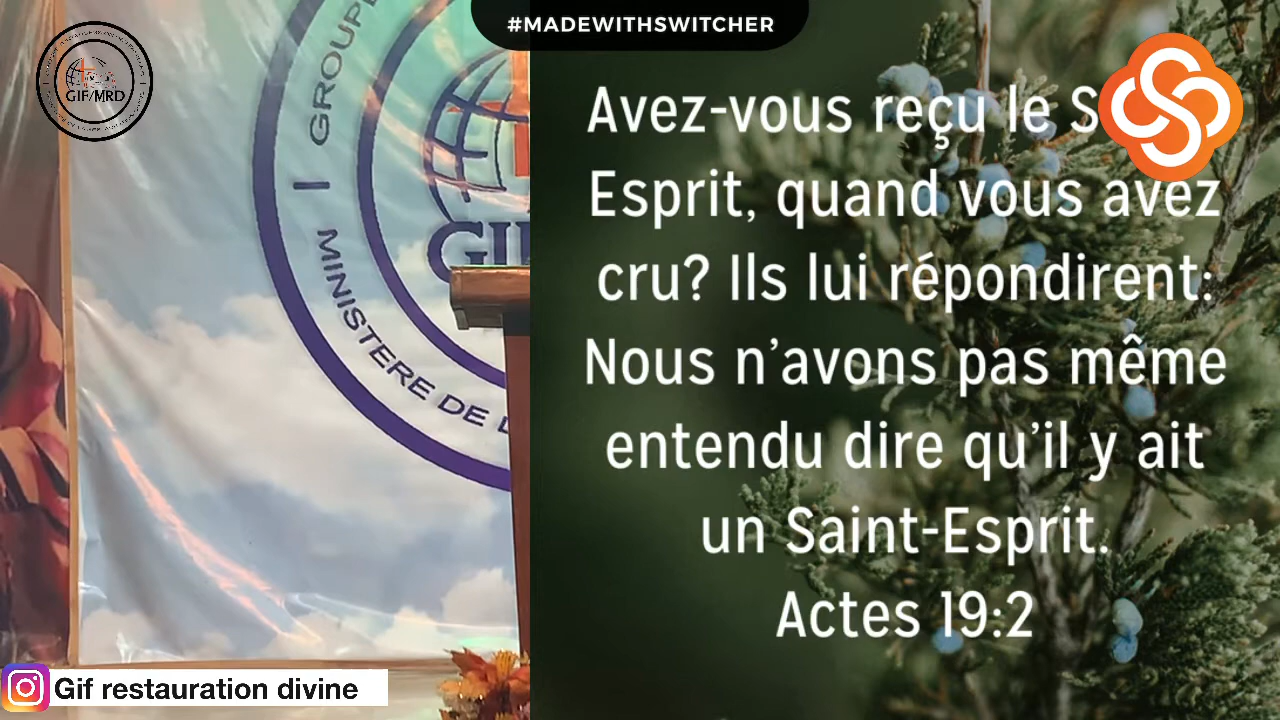 #MADEWITHSWITCHER
GIF/MRD
GROUPE
MINISTERE DE
GIF
Avez-vous reçu le S
Esprit, quand vous avez
cru? Ils lui répondirent:
Nous n’avons pas même
entendu dire qu’il y ait
un Saint-Esprit.
Actes 19:2
Gif restauration divine